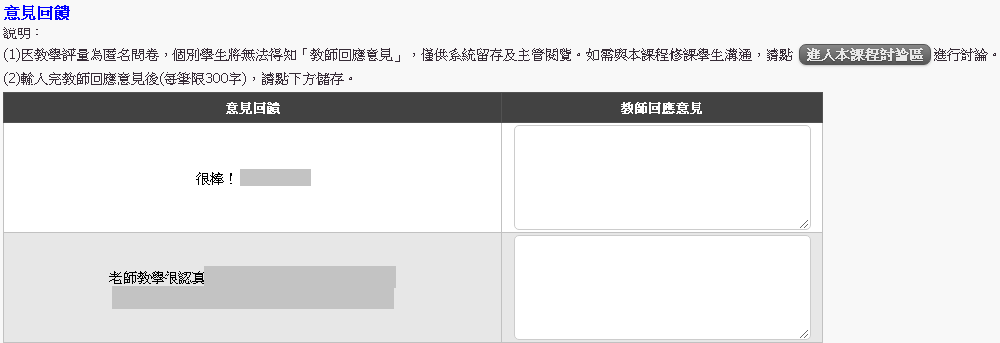 意見回饋
說明：
(1)因教學評量為匿名問卷，個別學生將無法得知「教師回應意見」，僅供系統留存及主管閱覽。如需與本課程修課學生溝通，請點 進入本課程討論區 進行討論。
(2)輸入完教師回應意見後(每筆限300字)，請點下方儲存。
意見回饋 教師回應意見
很棒！
老師教學很認真